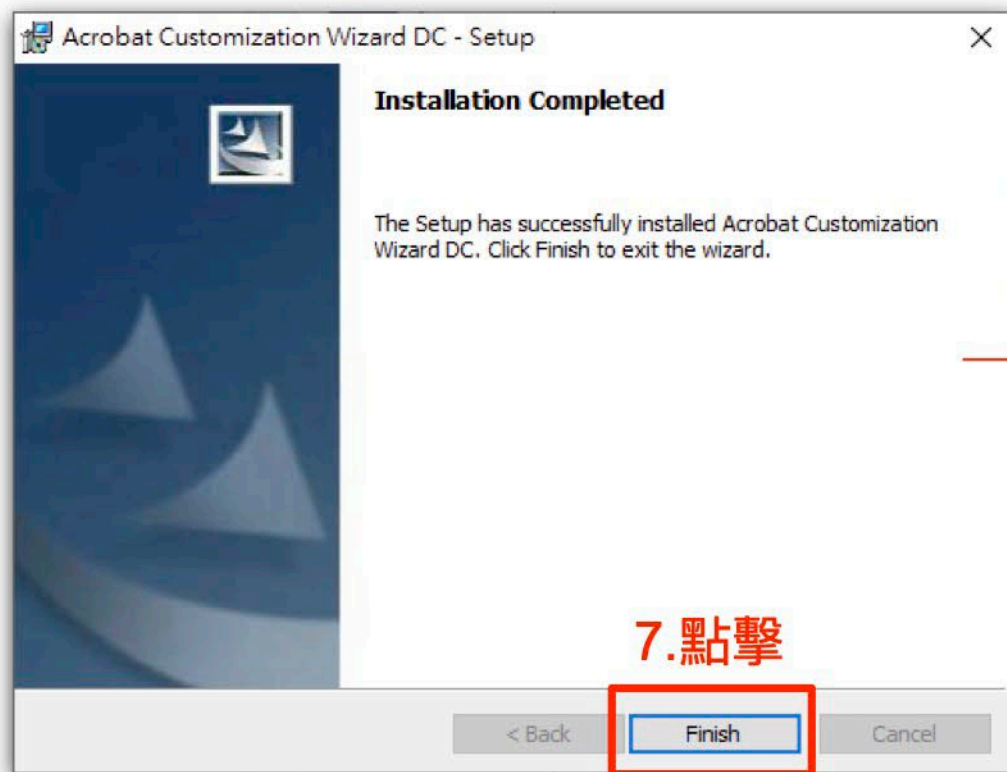 Acrobat Customization Wizard DC - Setup
Installation Completed
The Setup has successfully installed Acrobat Customization
Wizard DC. Click Finish to exit the wizard.
7.點擊
< Back
Finish
Cancel